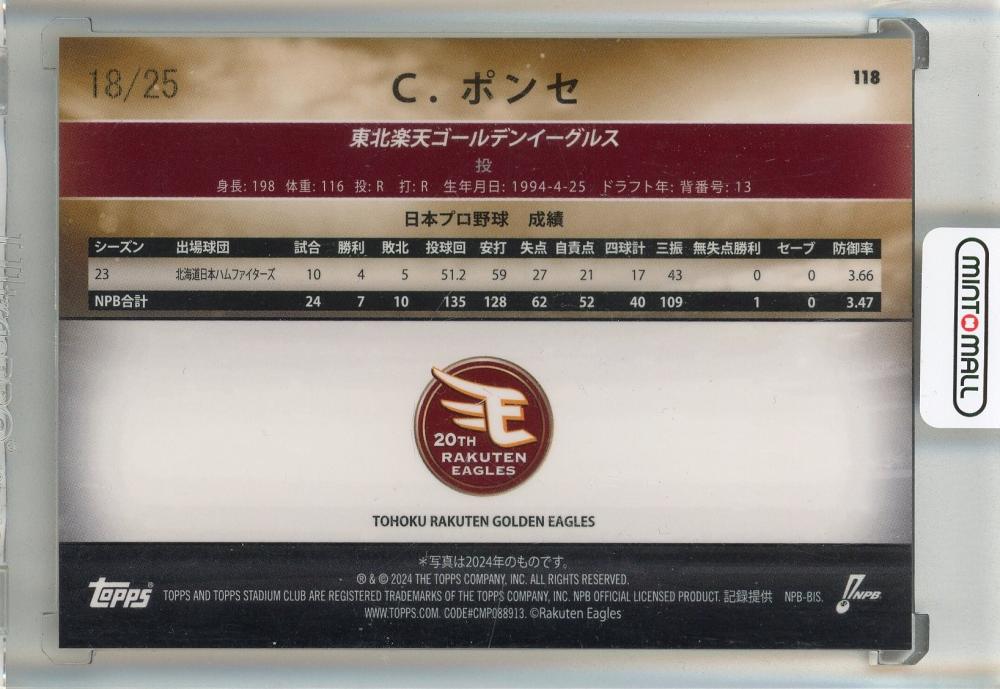 18/25
C. ポンセ
118
東北楽天ゴールデンイーグルス
投
身長: 198 体重: 116 投: R 打: R 生年月日: 1994-4-25 ドラフト年: 背番号: 13
日本プロ野球 成績
シーズン 出場球団 試合 勝利 敗北 投球回 安打 失点 自責点 四球計 三振 無失点勝利 セーブ 防御率
23 北海道日本ハムファイターズ 10 4 5 51.2 59 27 21 17 43 0 0 3.66
NPB合計 24 7 10 135 128 62 52 40 109 1 0 3.47
20TH
RAKUTEN
EAGLES
TOHOKU RAKUTEN GOLDEN EAGLES
＊写真は2024年のものです。
® & © 2024 THE TOPPS COMPANY, INC. ALL RIGHTS RESERVED.
topps® TOPPS AND TOPPS STADIUM CLUB ARE REGISTERED TRADEMARKS OF THE TOPPS COMPANY, INC. NPB OFFICIAL LICENSED PRODUCT. 記録提供 NPB-BIS. NPB
WWW.TOPPS.COM. CODE#CMP088913. ©Rakuten Eagles
MINTOMALL